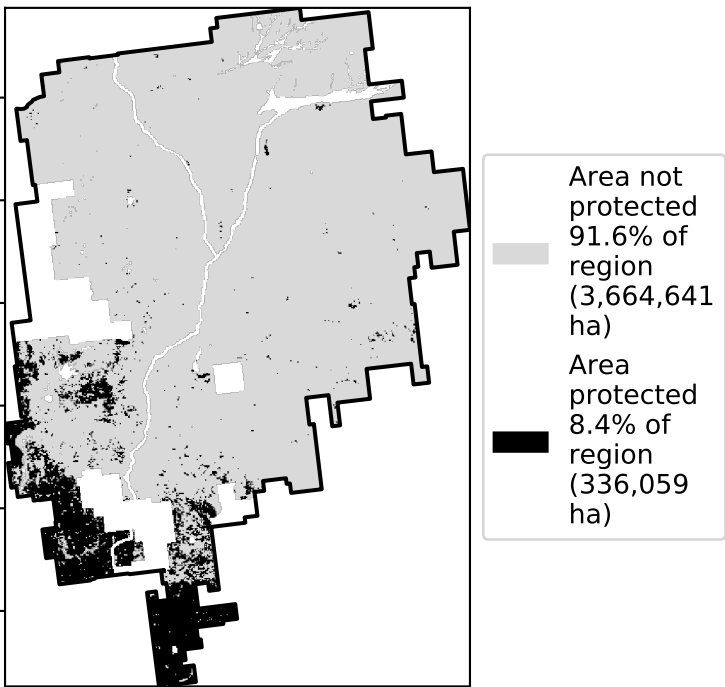 Area not
protected
91.6% of
region
(3,664,641
ha)
Area
protected
8.4% of
region
(336,059
ha)